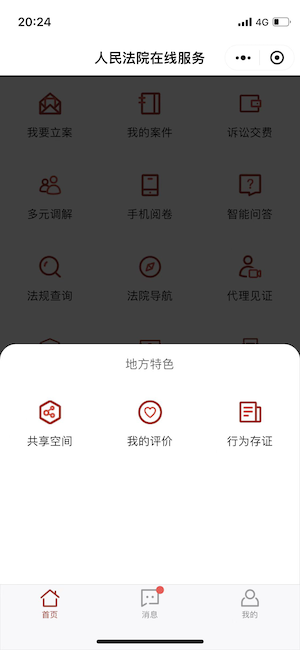 20:24
4G
人民法院在线服务
我要立案 我的案件 诉讼交费
多元调解 手机阅卷 智能问答
法规查询 法院导航 代理见证
地方特色
共享空间 我的评价 行为存证
首页 消息 我的